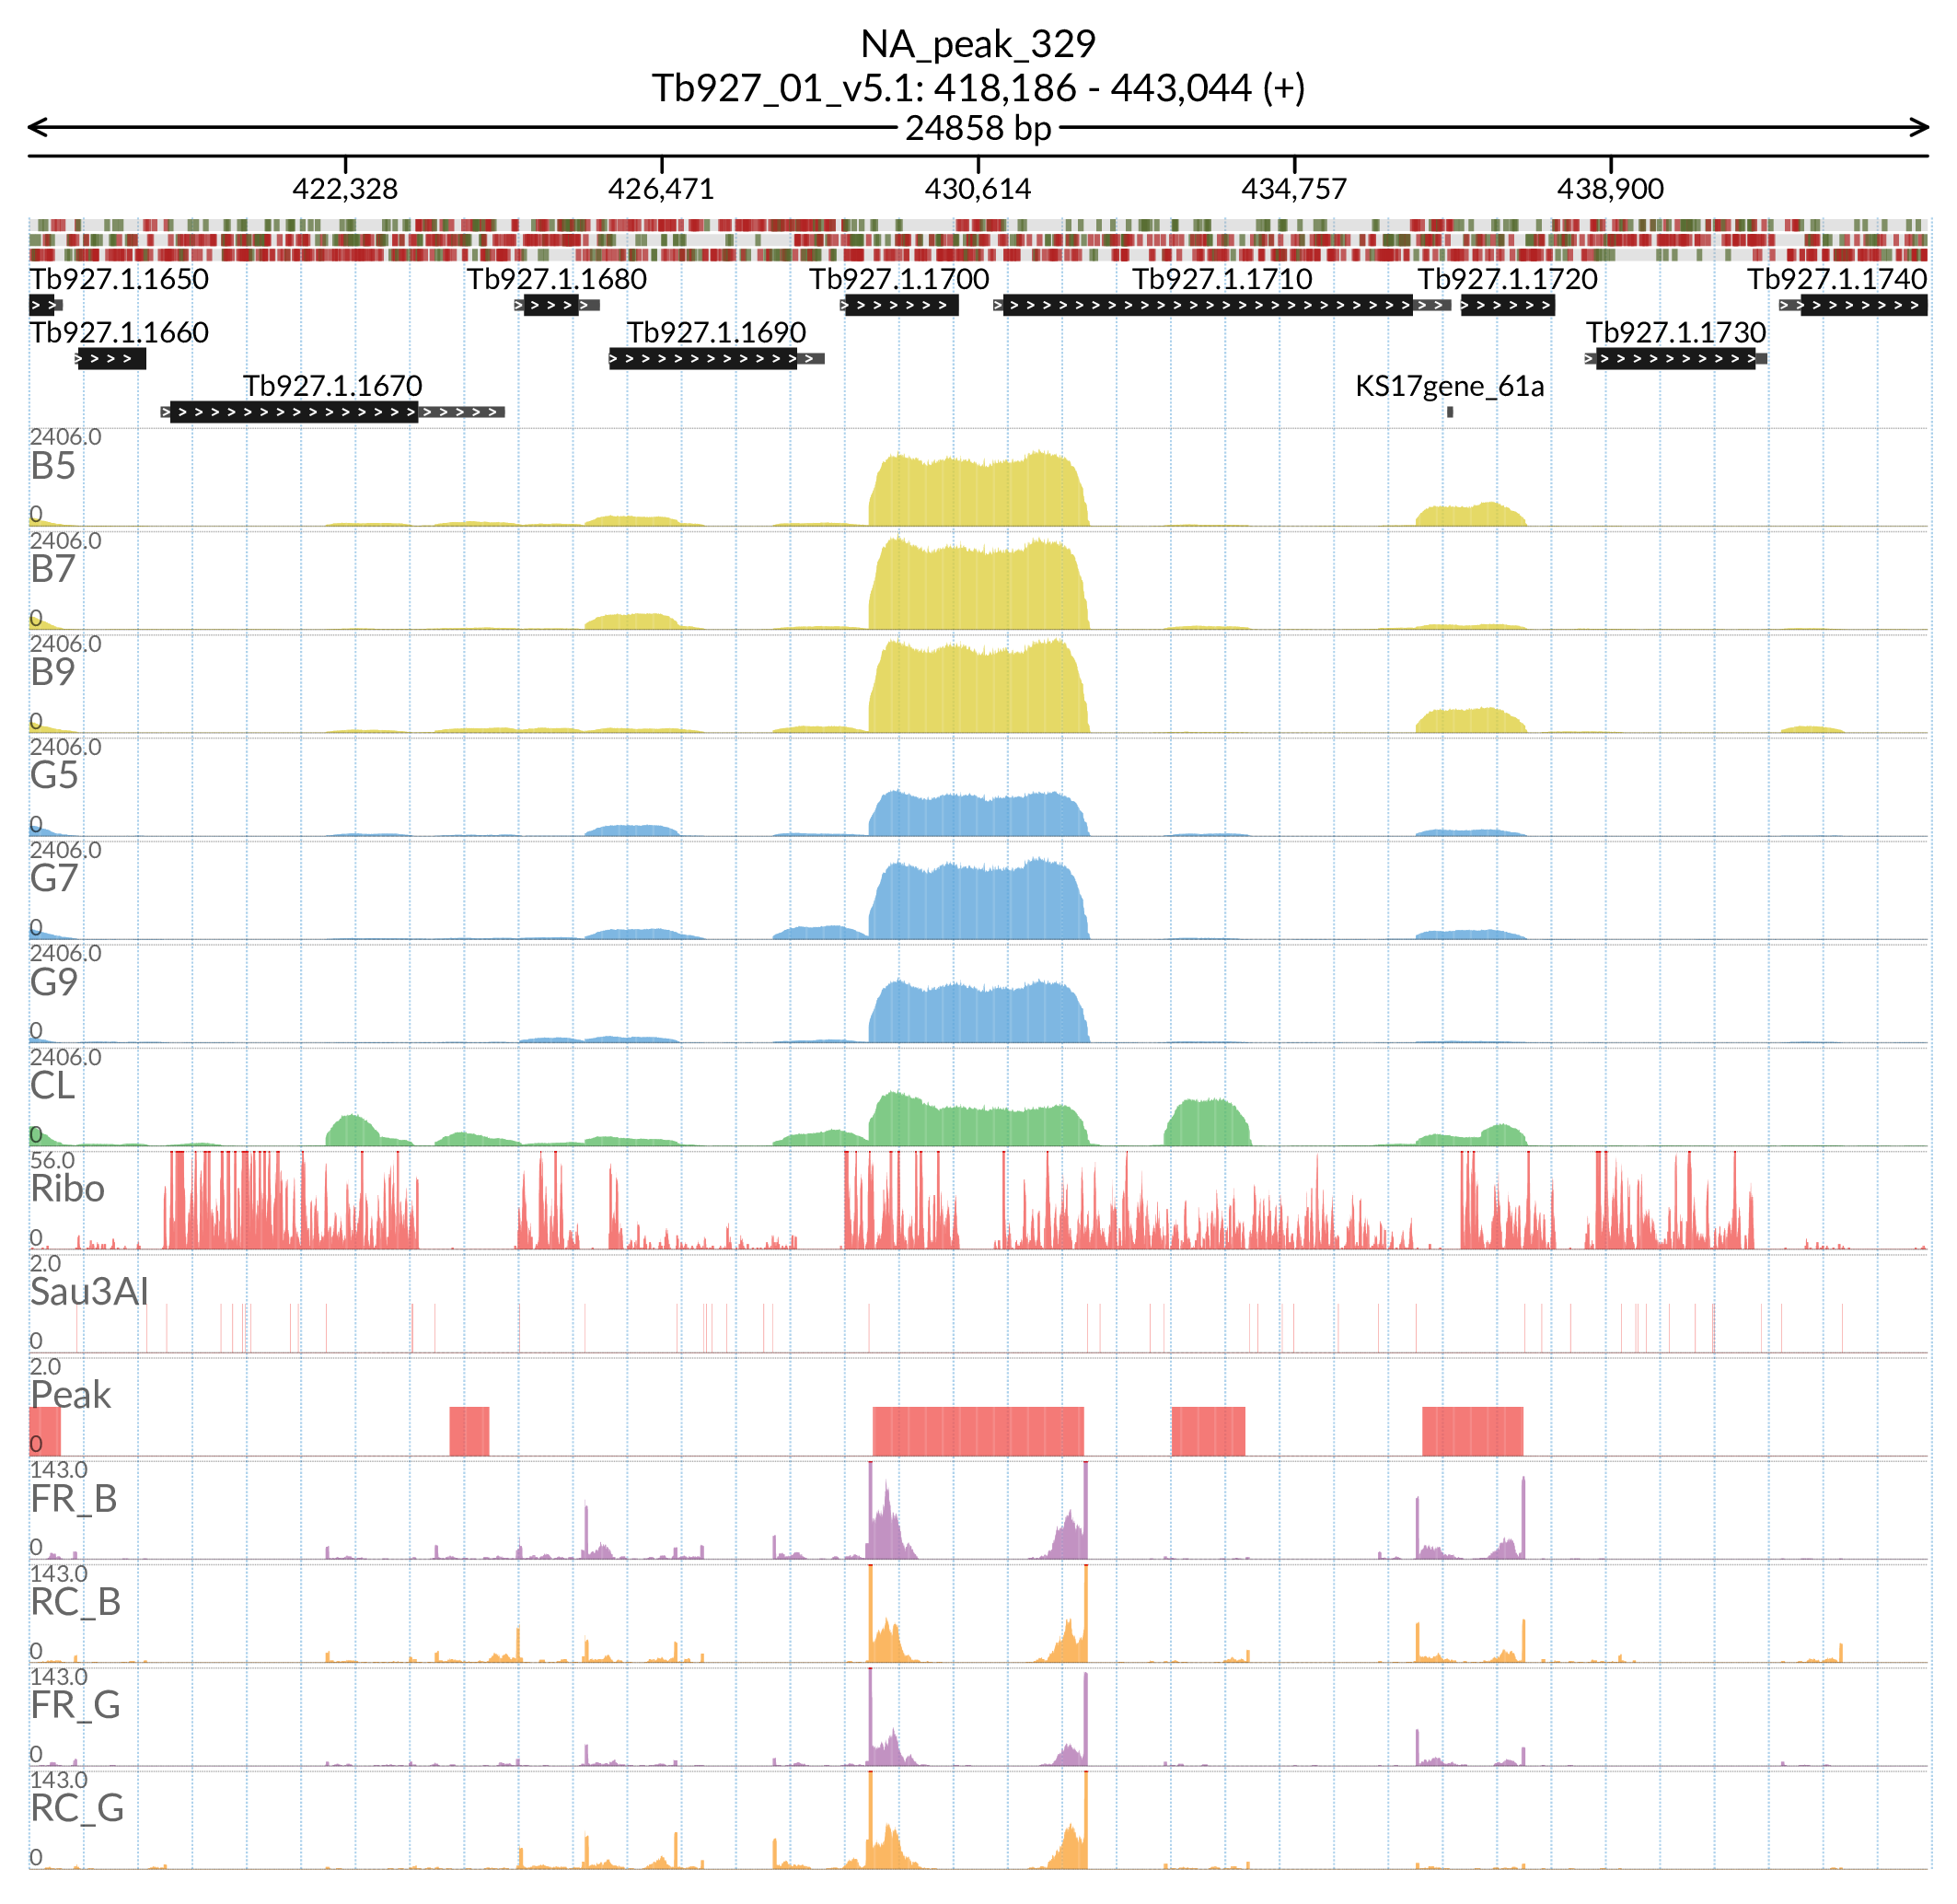 NA_peak_329
Tb927_01_v5.1: 418,186 - 443,044 (+)
24858 bp
422,328 426,471 430,614 434,757 438,900
Tb927.1.1650 Tb927.1.1680 Tb927.1.1700 Tb927.1.1710 Tb927.1.1720 Tb927.1.1740
Tb927.1.1660 Tb927.1.1690 Tb927.1.1730
Tb927.1.1670 KS17gene_61a
2406.0
B5
0
2406.0
B7
0
2406.0
B9
0
2406.0
G5
0
2406.0
G7
0
2406.0
G9
0
2406.0
CL
0
56.0
Ribo
0
2.0
Sau3AI
0
2.0
Peak
0
143.0
FR_B
0
143.0
RC_B
0
143.0
FR_G
0
143.0
RC_G
0